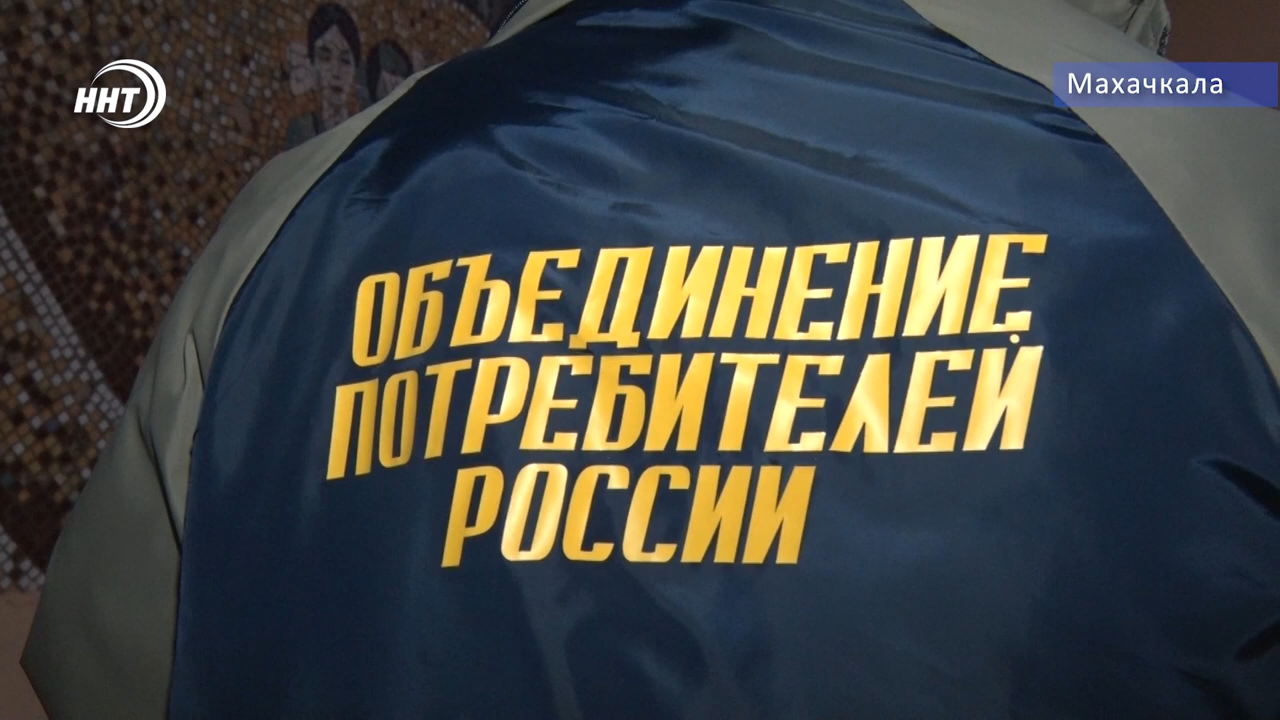 ННТ
Махачкала
ОБЪЕДИНЕНИЕ
ПОТРЕБИТЕЛЕЙ
РОССИИ